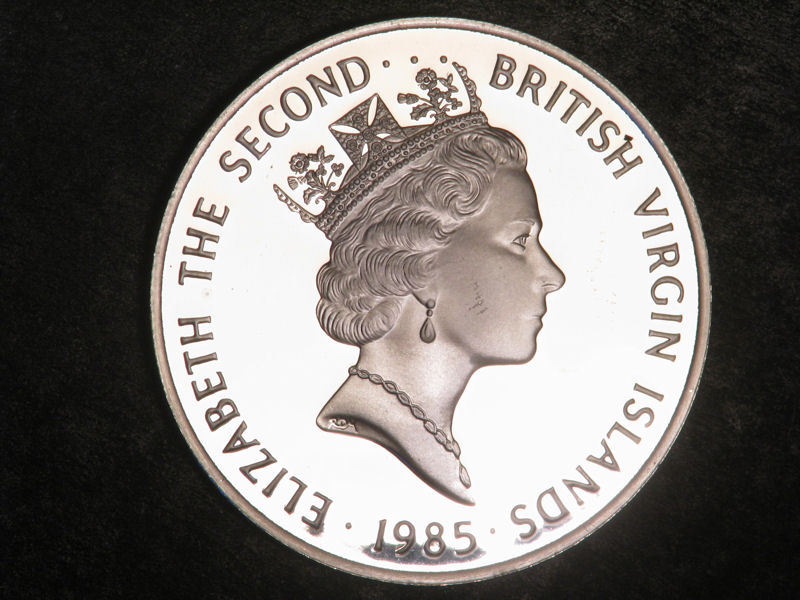 ELIZABETH THE SECOND · · · BRITISH VIRGIN ISLANDS
· 1985 ·